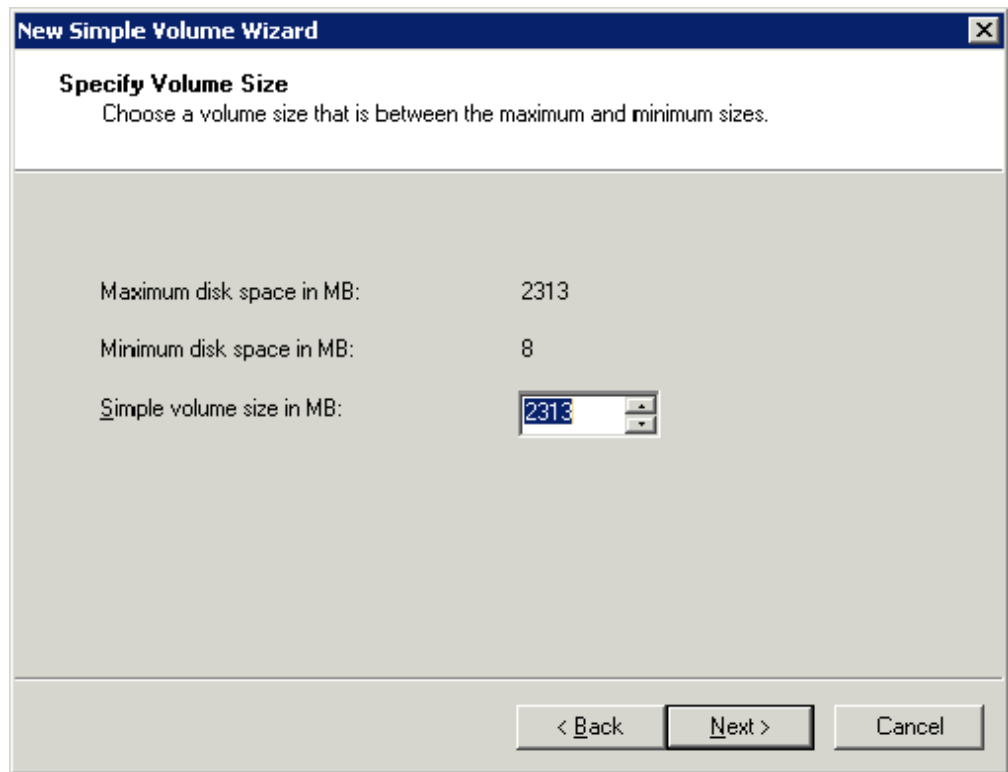 New Simple Volume Wizard
Specify Volume Size
Choose a volume size that is between the maximum and minimum sizes.
Maximum disk space in MB: 2313
Minimum disk space in MB: 8
Simple volume size in MB: 2313
< Back Next > Cancel